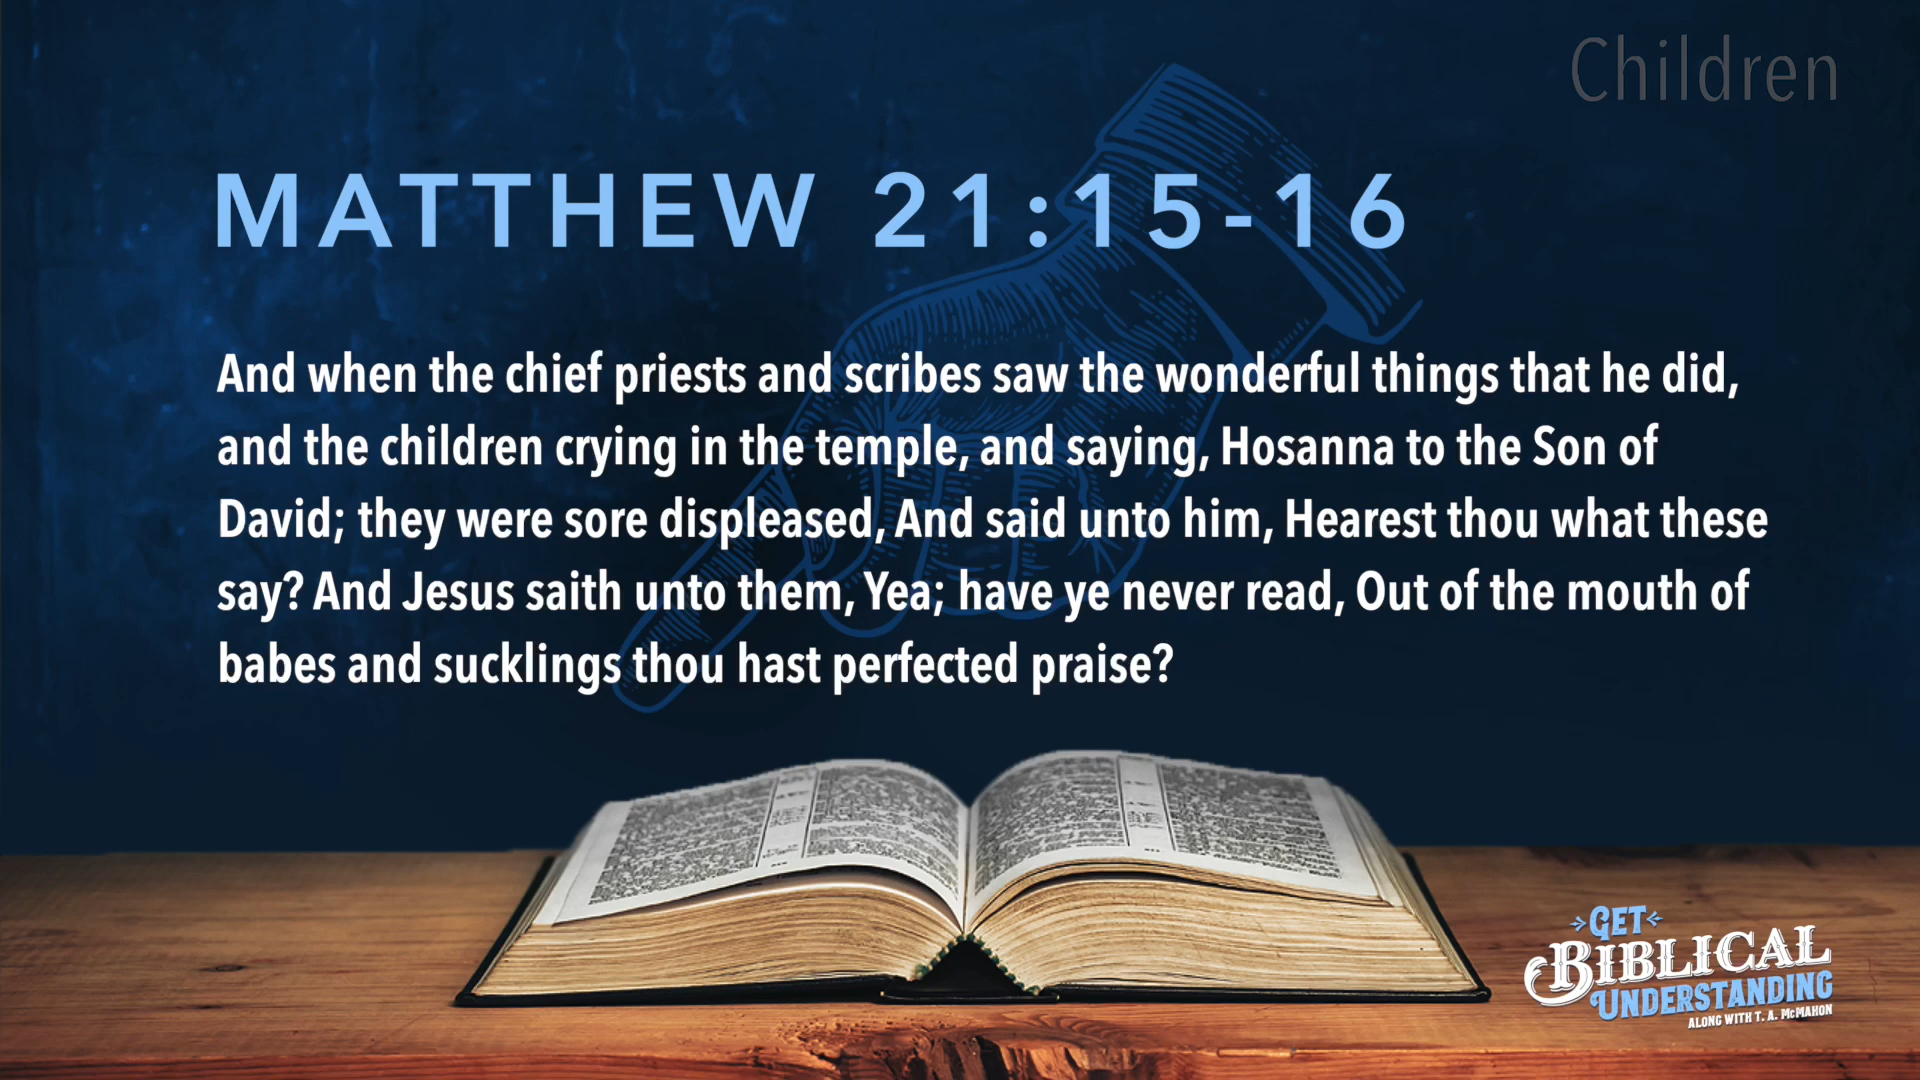 Children
MATTHEW 21:15-16
And when the chief priests and scribes saw the wonderful things that he did,
and the children crying in the temple, and saying, Hosanna to the Son of
David; they were sore displeased, And said unto him, Hearest thou what these
say? And Jesus saith unto them, Yea; have ye never read, Out of the mouth of
babes and sucklings thou hast perfected praise?
GET
BIBLICAL
UNDERSTANDING
ALONG WITH T. A. McMAHON